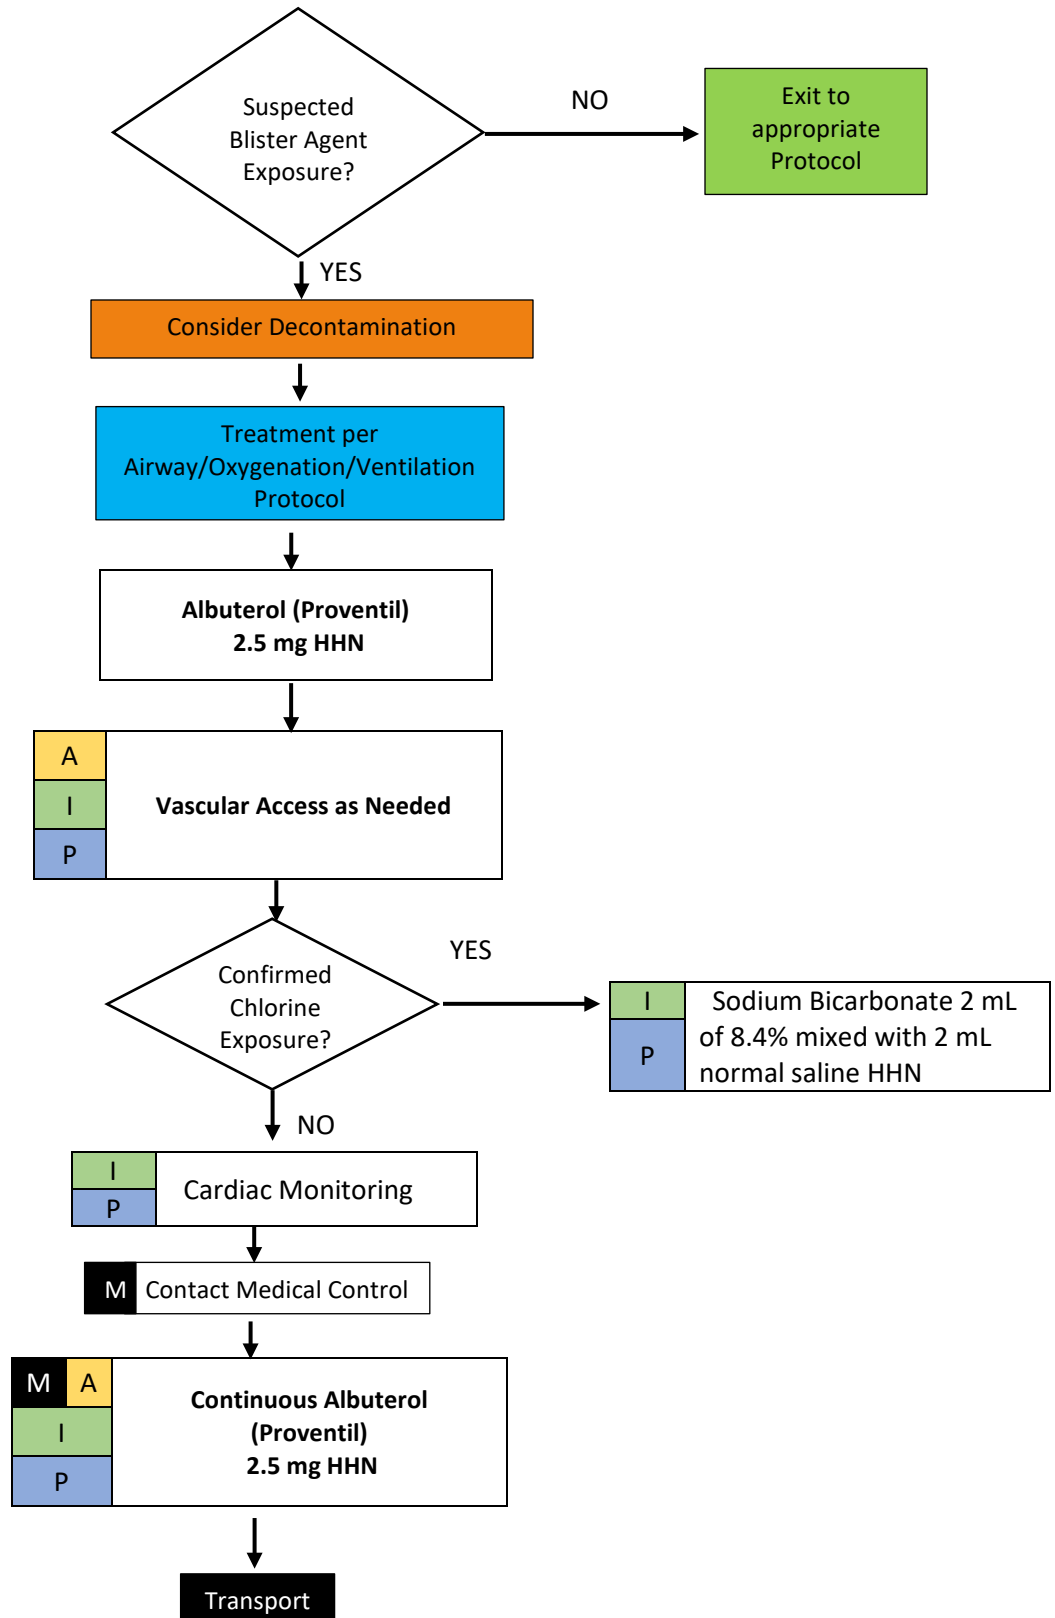 Suspected
Blister Agent
Exposure?
NO
Exit to
appropriate
Protocol
YES
Consider Decontamination
Treatment per
Airway/Oxygenation/Ventilation
Protocol
Albuterol (Proventil)
2.5 mg HHN
A
I
P
Vascular Access as Needed
Confirmed
Chlorine
Exposure?
YES
I
P
Sodium Bicarbonate 2 mL
of 8.4% mixed with 2 mL
normal saline HHN
NO
I
P
Cardiac Monitoring
M Contact Medical Control
M A
I
P
Continuous Albuterol
(Proventil)
2.5 mg HHN
Transport